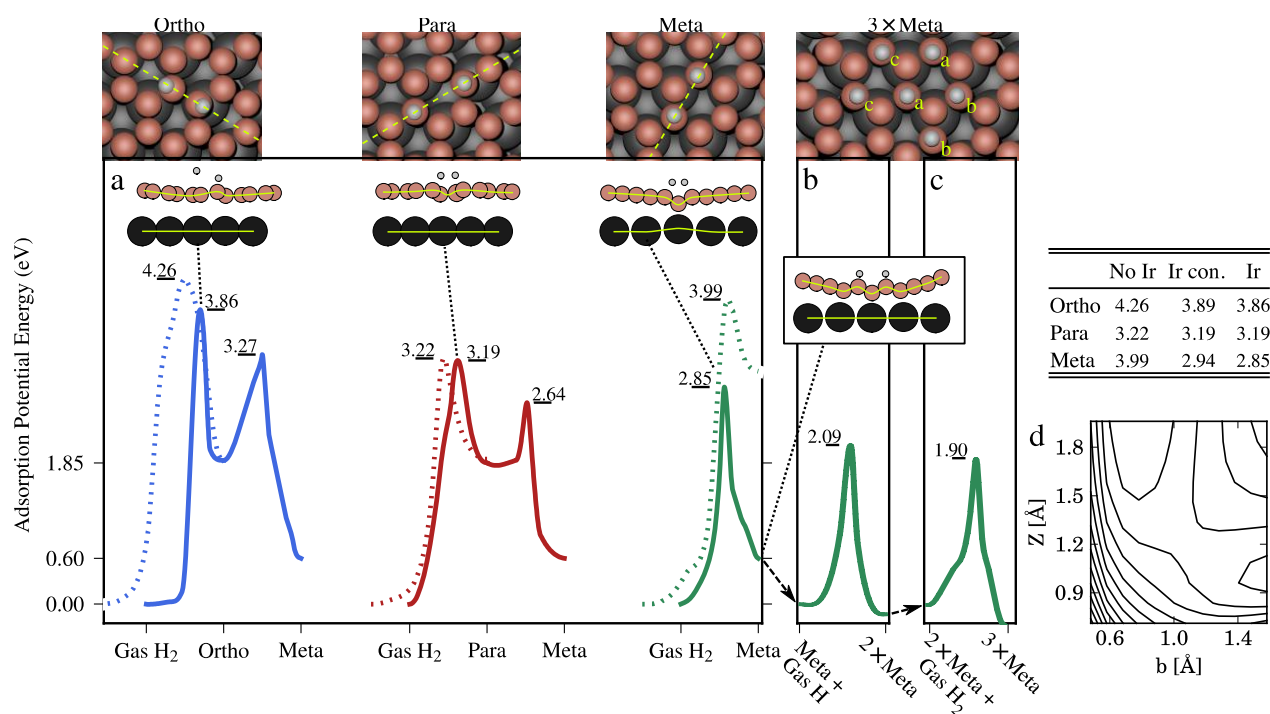 Ortho
Para
Meta
3×Meta
c
a
c
a
b
b
a
b
c
Adsorption Potential Energy (eV)
1.85
0.60
0.00
4.26
3.86
3.27
3.22
3.19
2.64
3.99
2.85
2.09
1.90
Gas H2
Ortho
Meta
Gas H2
Para
Meta
Gas H2
Meta
Meta +
Gas H
2×Meta
2×Meta +
Gas H2
3×Meta
No Ir Ir con. Ir
Ortho 4.26 3.89 3.86
Para 3.22 3.19 3.19
Meta 3.99 2.94 2.85
d
Z [Å]
1.8
1.5
1.2
0.9
0.6 1.0 1.4
b [Å]